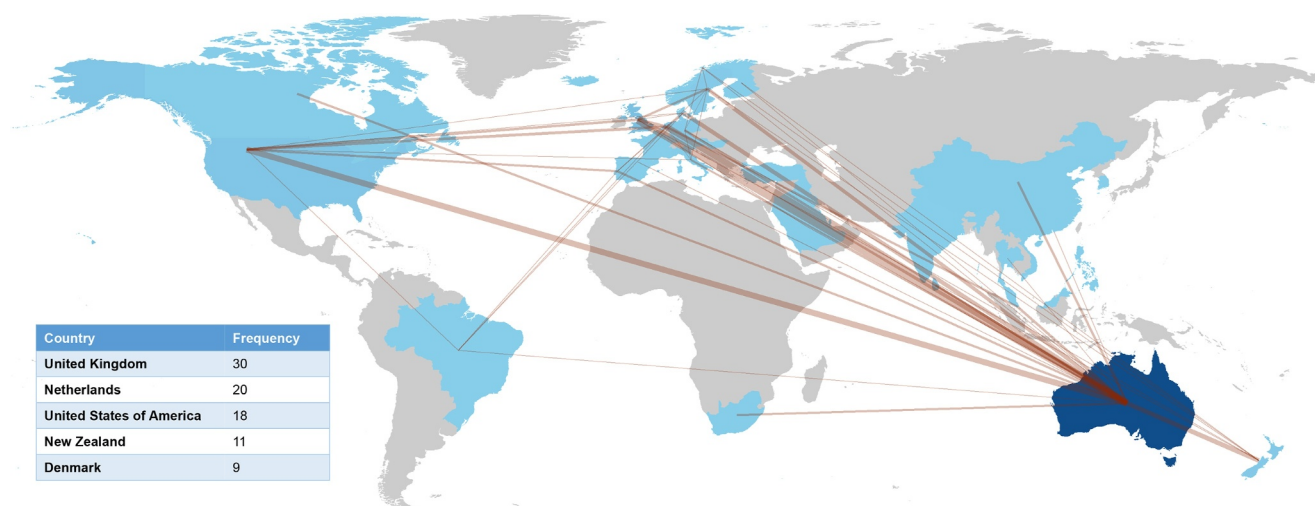 Country Frequency
United Kingdom 30
Netherlands 20
United States of America 18
New Zealand 11
Denmark 9